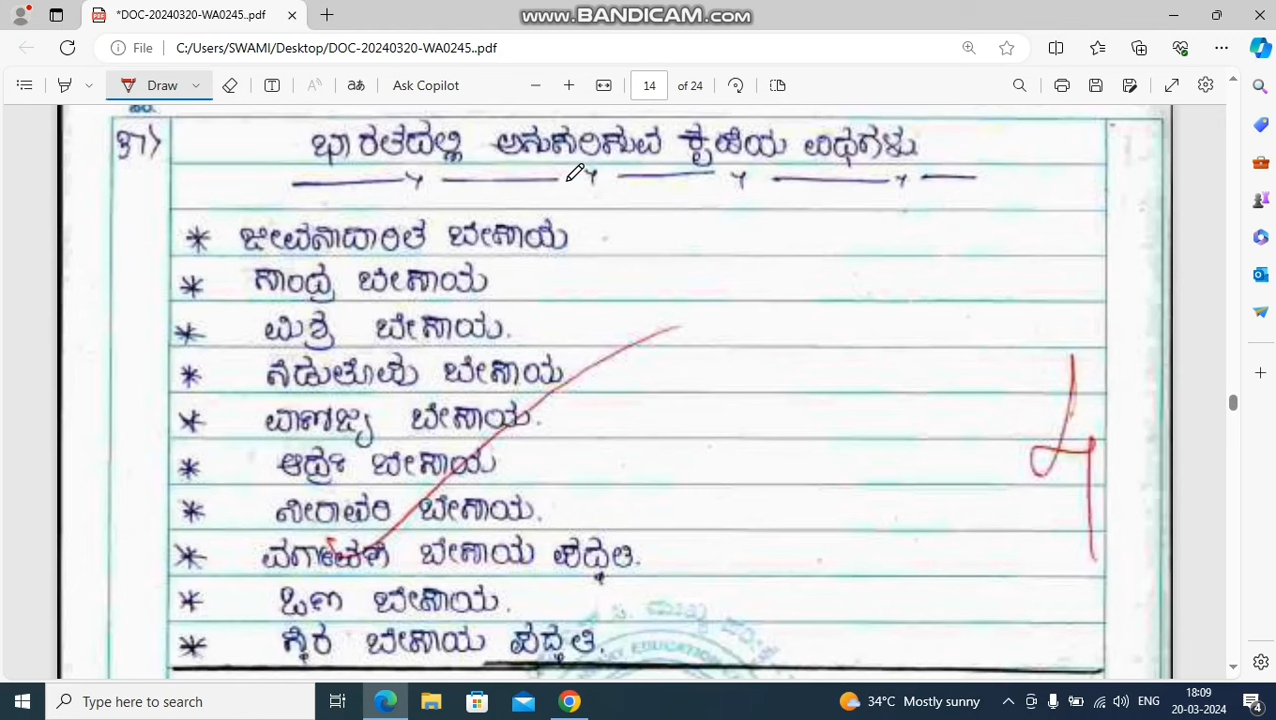 www.BANDICAM.com
*DOC-20240320-WA0245..pdf
File C:/Users/SWAMI/Desktop/DOC-20240320-WA0245..pdf
Draw Ask Copilot 14 of 24
37) ಭಾರತದಲ್ಲಿ ಅನುಸರಿಸುವ ಕೃಷಿಯ ವಿಧಗಳು
* ಜೀವನಾಧಾರಿತ ಬೇಸಾಯ
* ಸಾಂದ್ರ ಬೇಸಾಯ
* ಮಿಶ್ರ ಬೇಸಾಯ.
* ನೆಡುತೋಪು ಬೇಸಾಯ
* ವಾಣಿಜ್ಯ ಬೇಸಾಯ.
* ಆರ್ದ್ರ ಬೇಸಾಯ
* ನೀರಾವರಿ ಬೇಸಾಯ.
* ಬೇಸಾಯ ಪದ್ಧತಿ.
* ಒಣ ಬೇಸಾಯ.
* ಸ್ಥಿರ ಬೇಸಾಯ ಪದ್ಧತಿ.
4
Type here to search
34°C Mostly sunny
ENG
18:09
20-03-2024